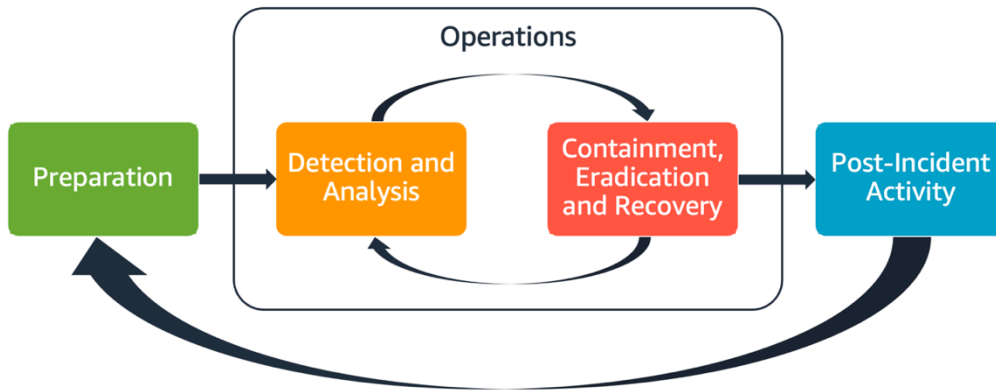 Operations
Preparation
Detection and
Analysis
Containment,
Eradication
and Recovery
Post-Incident
Activity